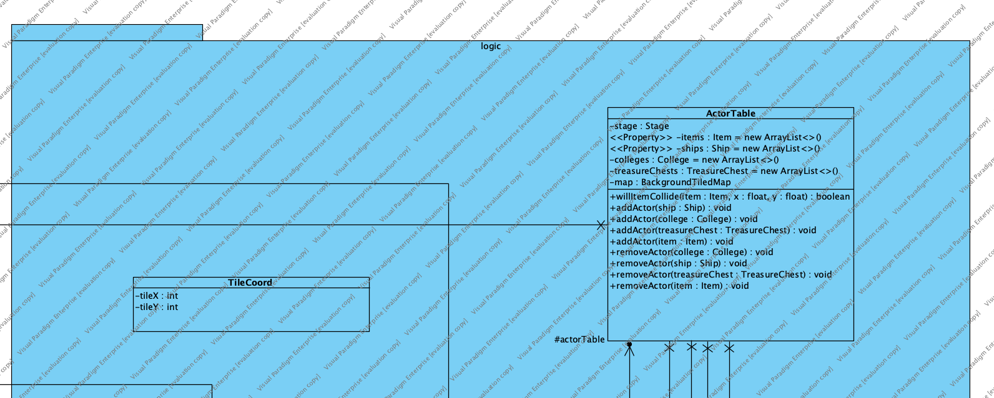 logic
ActorTable
-stage : Stage
<<Property>> -items : Item = new ArrayList<>()
<<Property>> -ships : Ship = new ArrayList<>()
-colleges : College = new ArrayList<>()
-treasureChests : TreasureChest = new ArrayList<>()
-map : BackgroundTiledMap
+willItemCollide(item : Item, x : float, y : float) : boolean
+addActor(ship : Ship) : void
+addActor(college : College) : void
+addActor(treasureChest : TreasureChest) : void
+addActor(item : Item) : void
+removeActor(college : College) : void
+removeActor(ship : Ship) : void
+removeActor(treasureChest : TreasureChest) : void
+removeActor(item : Item) : void
TileCoord
-tileX : int
-tileY : int
#actorTable
Visual Paradigm Enterprise [evaluation copy]